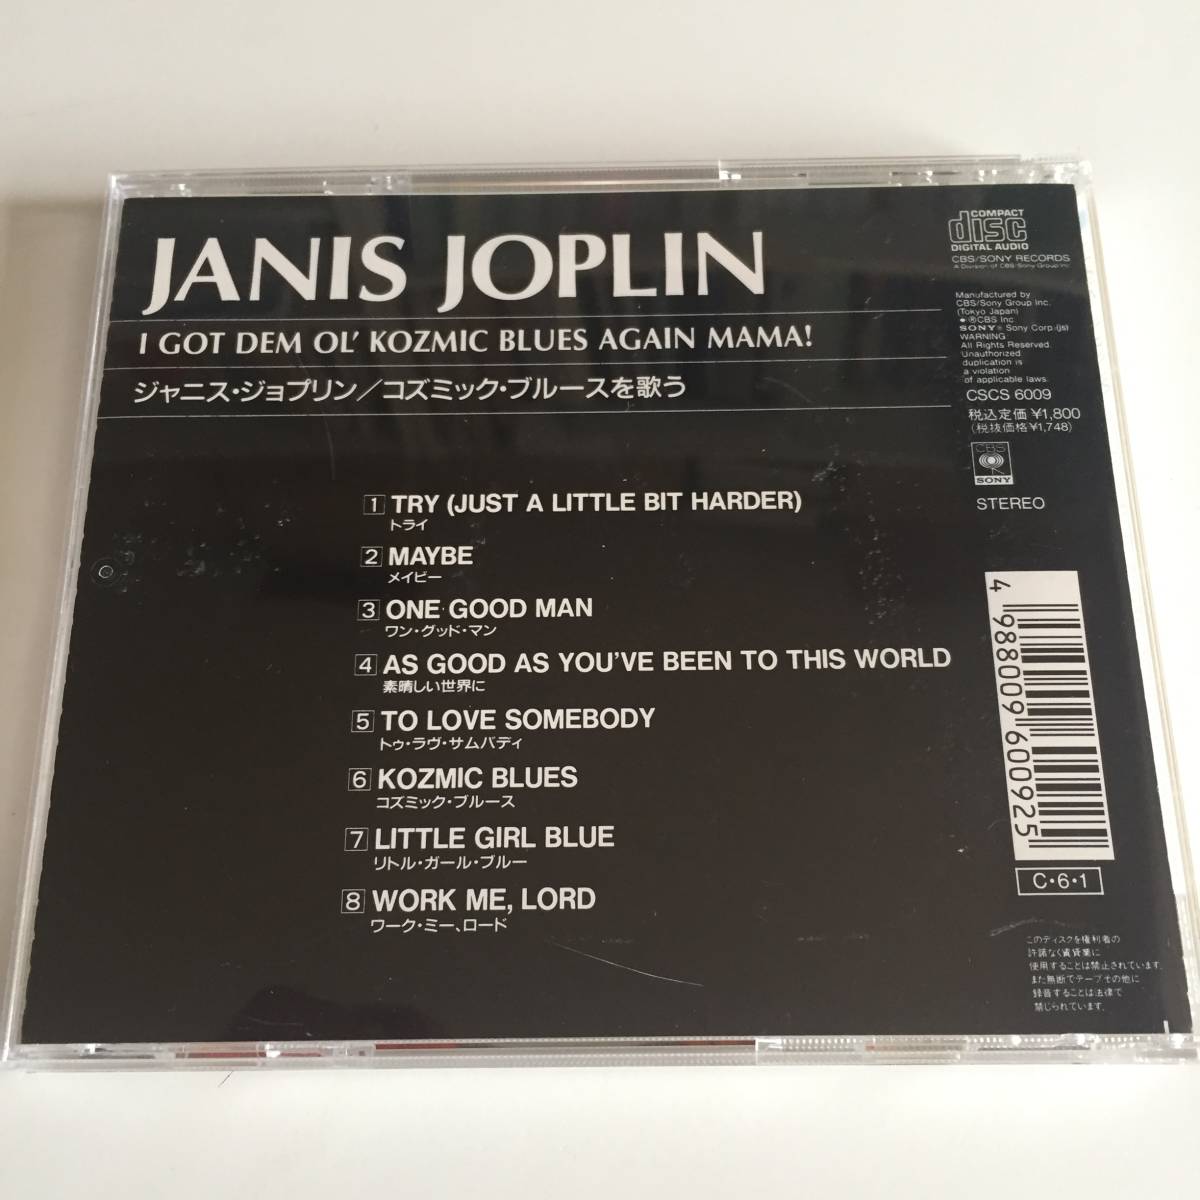 JANIS JOPLIN
I GOT DEM OL' KOZMIC BLUES AGAIN MAMA!
ジャニス・ジョプリン/コズミック・ブルースを歌う
1 TRY (JUST A LITTLE BIT HARDER)
トライ
2 MAYBE
メイビー
3 ONE GOOD MAN
ワン・グッド・マン
4 AS GOOD AS YOU'VE BEEN TO THIS WORLD
素晴しい世界に
5 TO LOVE SOMEBODY
トゥ・ラヴ・サムバディ
6 KOZMIC BLUES
コズミック・ブルース
7 LITTLE GIRL BLUE
リトル・ガール・ブルー
8 WORK ME, LORD
ワーク・ミー、ロード
COMPACT
disc
DIGITAL AUDIO
CBS/SONY RECORDS
A Division of CBS/Sony Group Inc.
Manufactured by
CBS/Sony Group Inc.
(Tokyo Japan)
● ℗CBS Inc
SONY® Sony Corp.(js)
WARNING
All Rights Reserved.
Unauthorized
duplication is
a violation
of applicable laws.
CSCS 6009
税込定価 ¥1,800
(税抜価格¥1,748)
CBS
SONY
STEREO
4 988009 600925
C・6・1
このディスクを権利者の
許諾なく賃貸業に
使用することは禁止されています。
また無断でテープその他に
録音することは法律で
禁じられています。